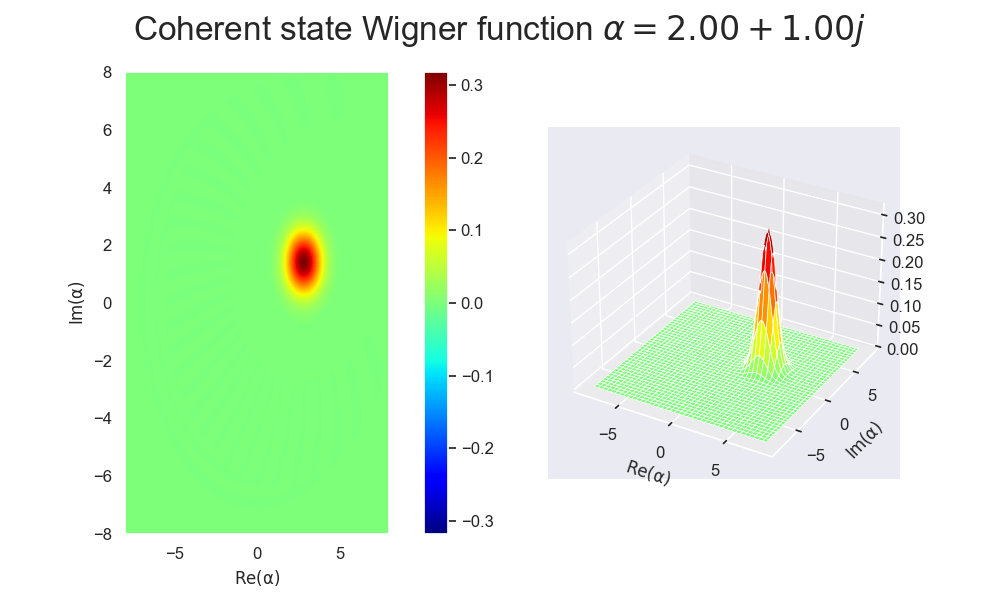 Coherent state Wigner function α = 2.00 + 1.00j
8
6
4
2
0
−2
−4
−6
−8
Im(α)
−5 0 5
Re(α)
0.3
0.2
0.1
0.0
−0.1
−0.2
−0.3
0.30
0.25
0.20
0.15
0.10
0.05
0.00
−5 0 5
Re(α)
−5 0 5
Im(α)